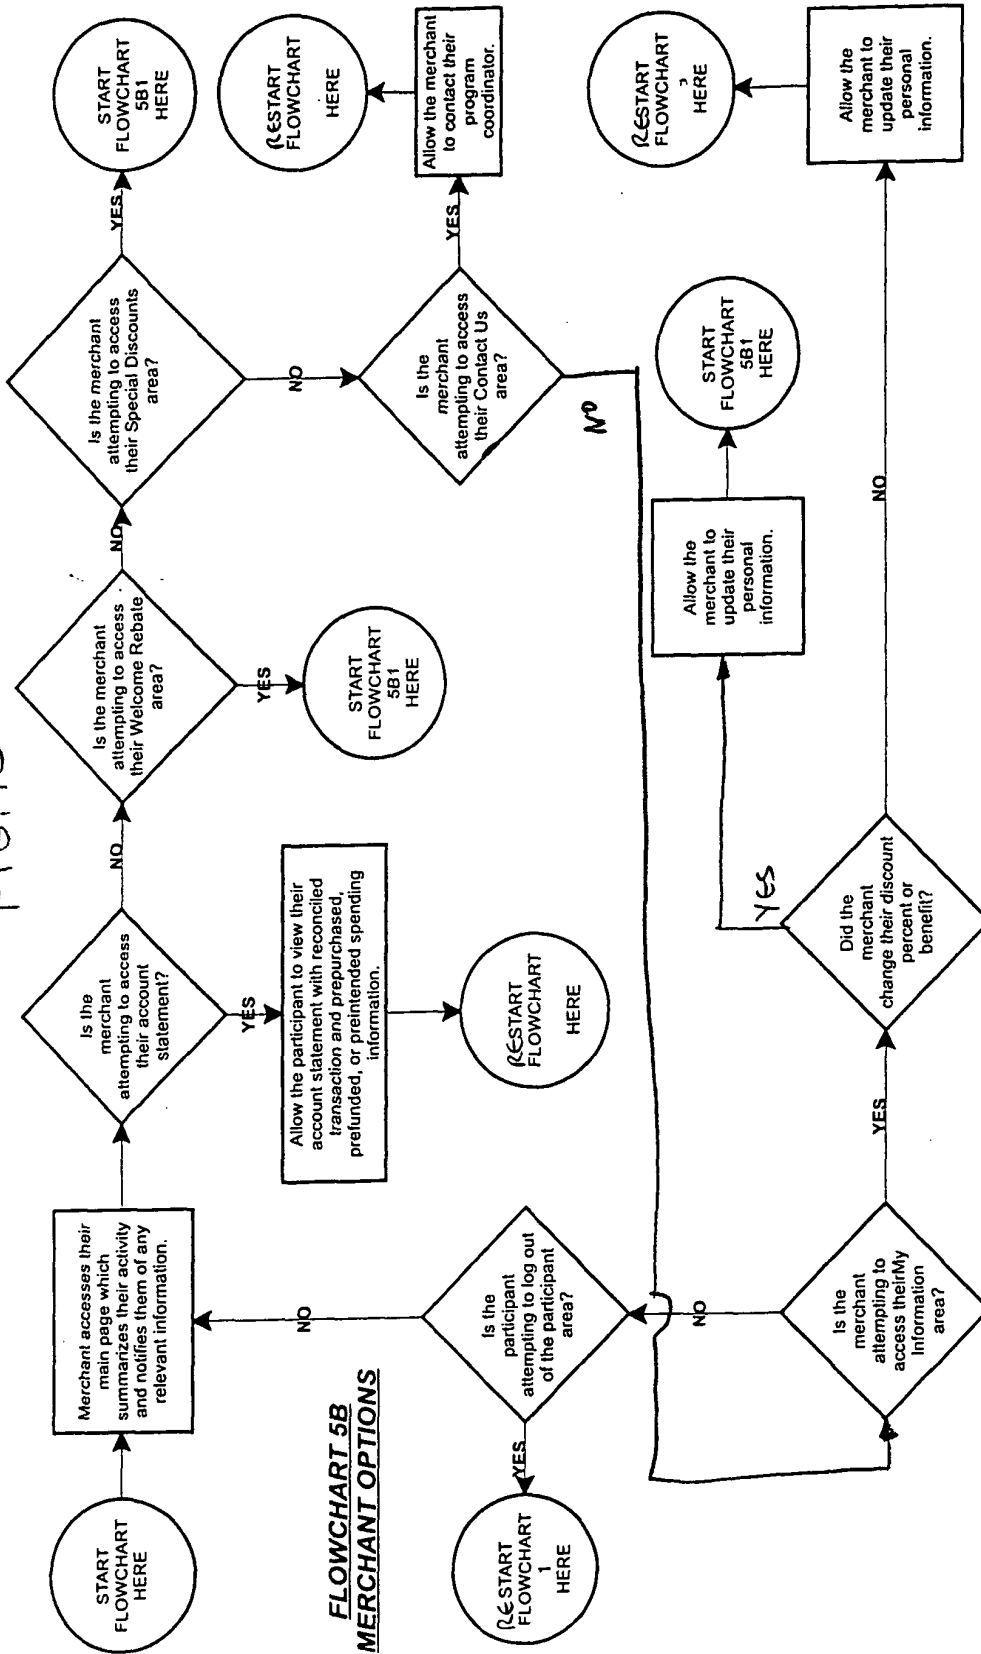 START
FLOWCHART
HERE
Merchant accesses their
main page which
summarizes their activity
and notifies them of any
relevant information.
Is the
merchant
attempting to access
their account
statement?
NO
Is the merchant
attempting to access
their Welcome Rebate
area?
NO
Is the merchant
attempting to access
their Special Discounts
area?
YES
START
FLOWCHART
5B1
HERE
YES
Allow the participant to view their
account statement with reconciled
transaction and prepurchased,
prefunded, or preintended spending
information.
RESTART
FLOWCHART
HERE
YES
START
FLOWCHART
5B1
HERE
NO
Is the
merchant
attempting to access
their Contact Us
area?
YES
Allow the merchant
to contact their
program
coordinator.
RESTART
FLOWCHART
HERE
NO
FLOWCHART 5B
MERCHANT OPTIONS
NO
Is the
participant
attempting to log out
of the participant
area?
YES
RESTART
FLOWCHART
1
HERE
NO
Is the
merchant
attempting to
access theirMy
Information
area?
YES
Did the
merchant
change their discount
percent or
benefit?
YES
Allow the
merchant to
update their
personal
information.
START
FLOWCHART
5B1
HERE
NO
Allow the
merchant to
update their
personal
information.
RESTART
FLOWCHART
HERE